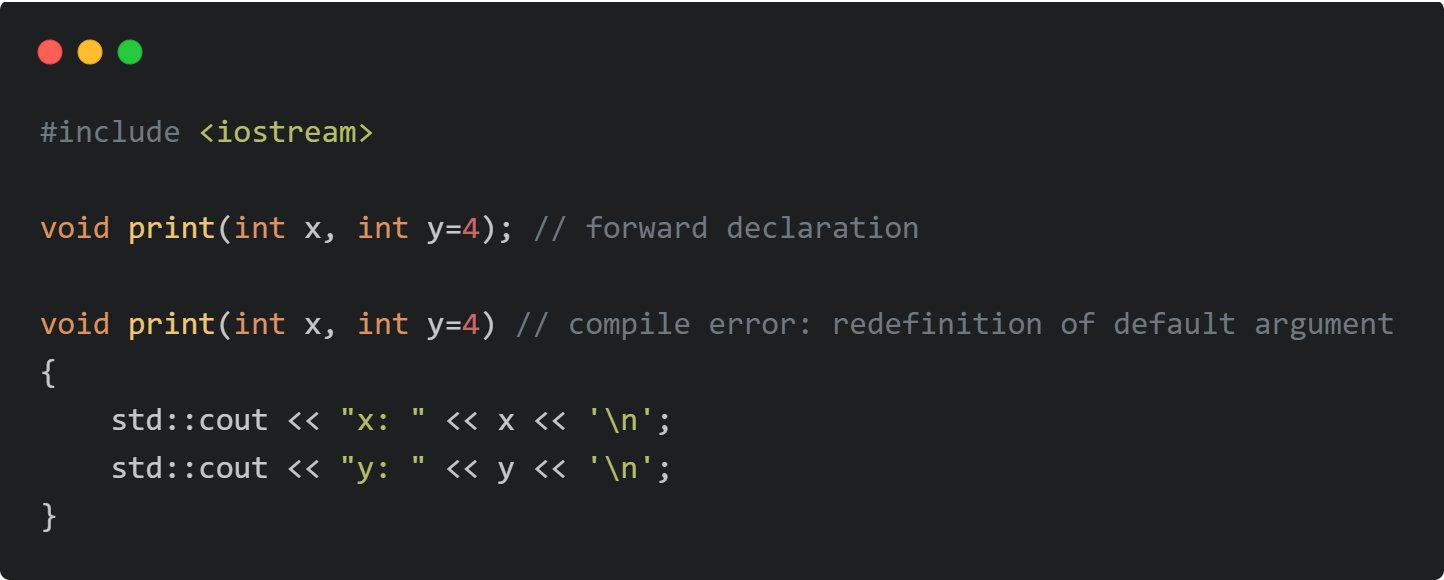 #include <iostream>
void print(int x, int y=4); // forward declaration
void print(int x, int y=4) // compile error: redefinition of default argument
{
    std::cout << "x: " << x << '\n';
    std::cout << "y: " << y << '\n';
}